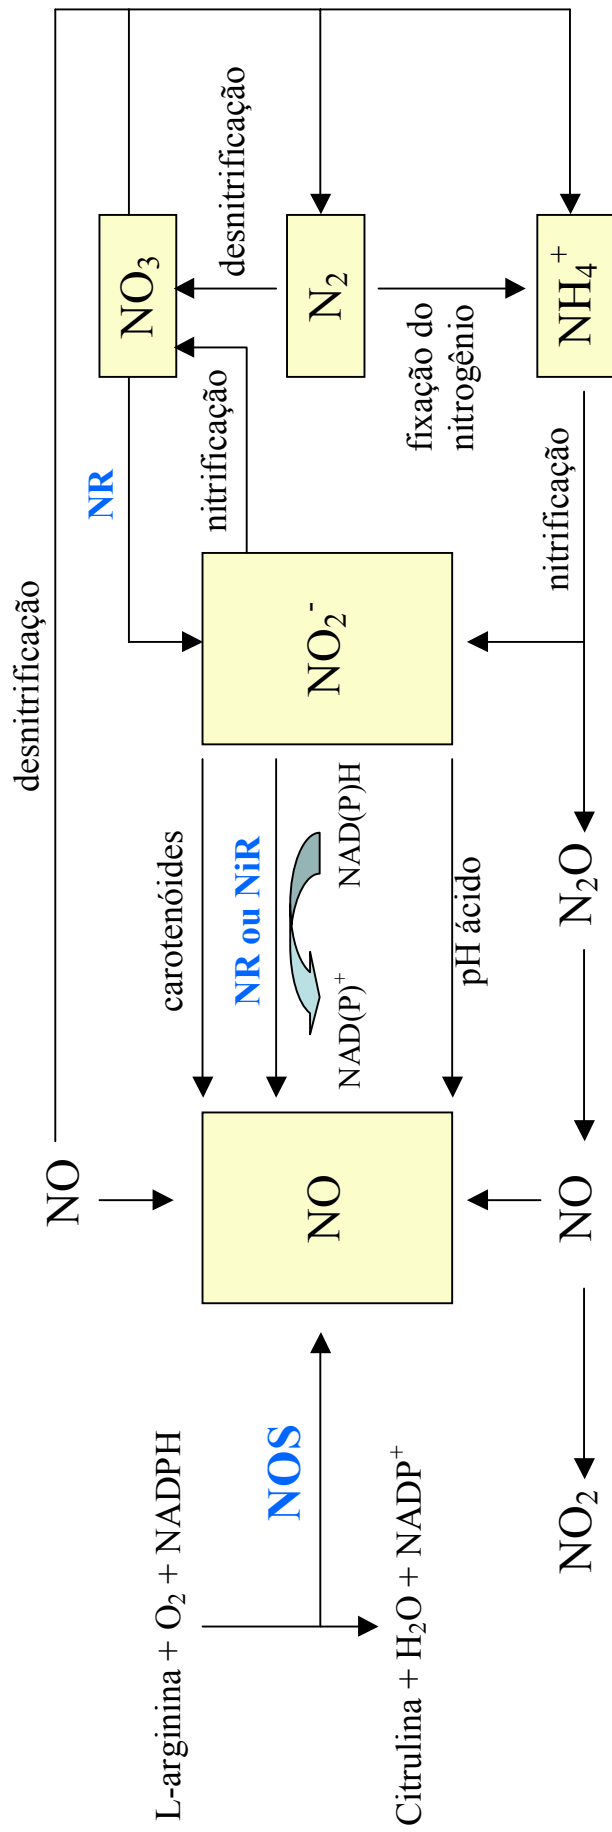 desnitrificação
NO
NO₃
NR
carotenóides
L-arginina + O₂ + NADPH
desnitrificação
nitrificação
NR ou NiR
NOS
N₂
NO₂⁻
NO
NAD(P)H
NAD(P)⁺
fixação do
nitrogênio
pH ácido
Citrulina + H₂O + NADP⁺
NH₄⁺
nitrificação
N₂O
NO
NO₂